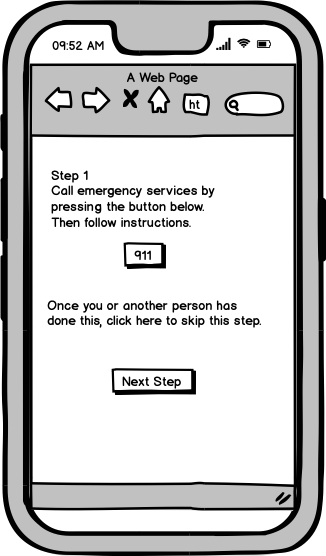 09:52 AM
A Web Page
ht
Step 1
Call emergency services by
pressing the button below.
Then follow instructions.
911
Once you or another person has
done this, click here to skip this step.
Next Step